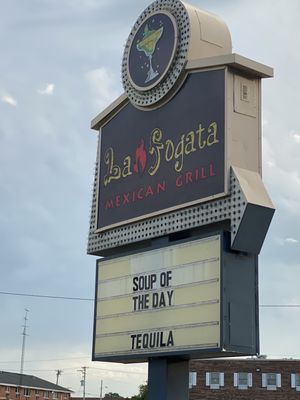 La Fogata
MEXICAN GRILL
SOUP OF
THE DAY
TEQUILA